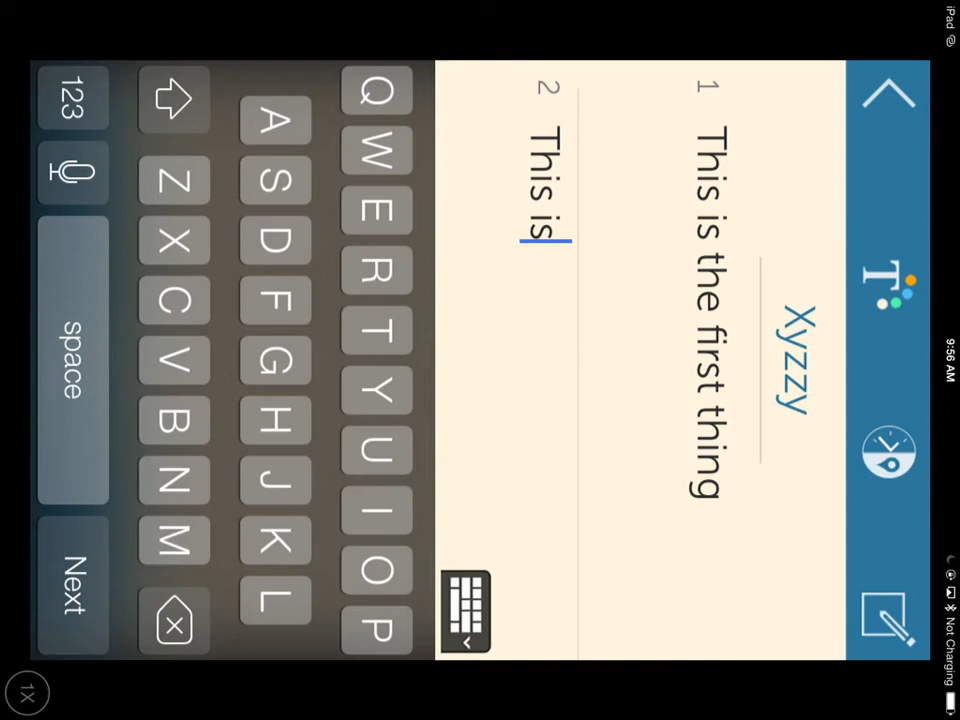 iPad
9:56 AM
Not Charging
T
Xyzzy
1 This is the first thing
2 This is
Q W E R T Y U I O P
A S D F G H J K L
Z X C V B N M
123 space Next
1X